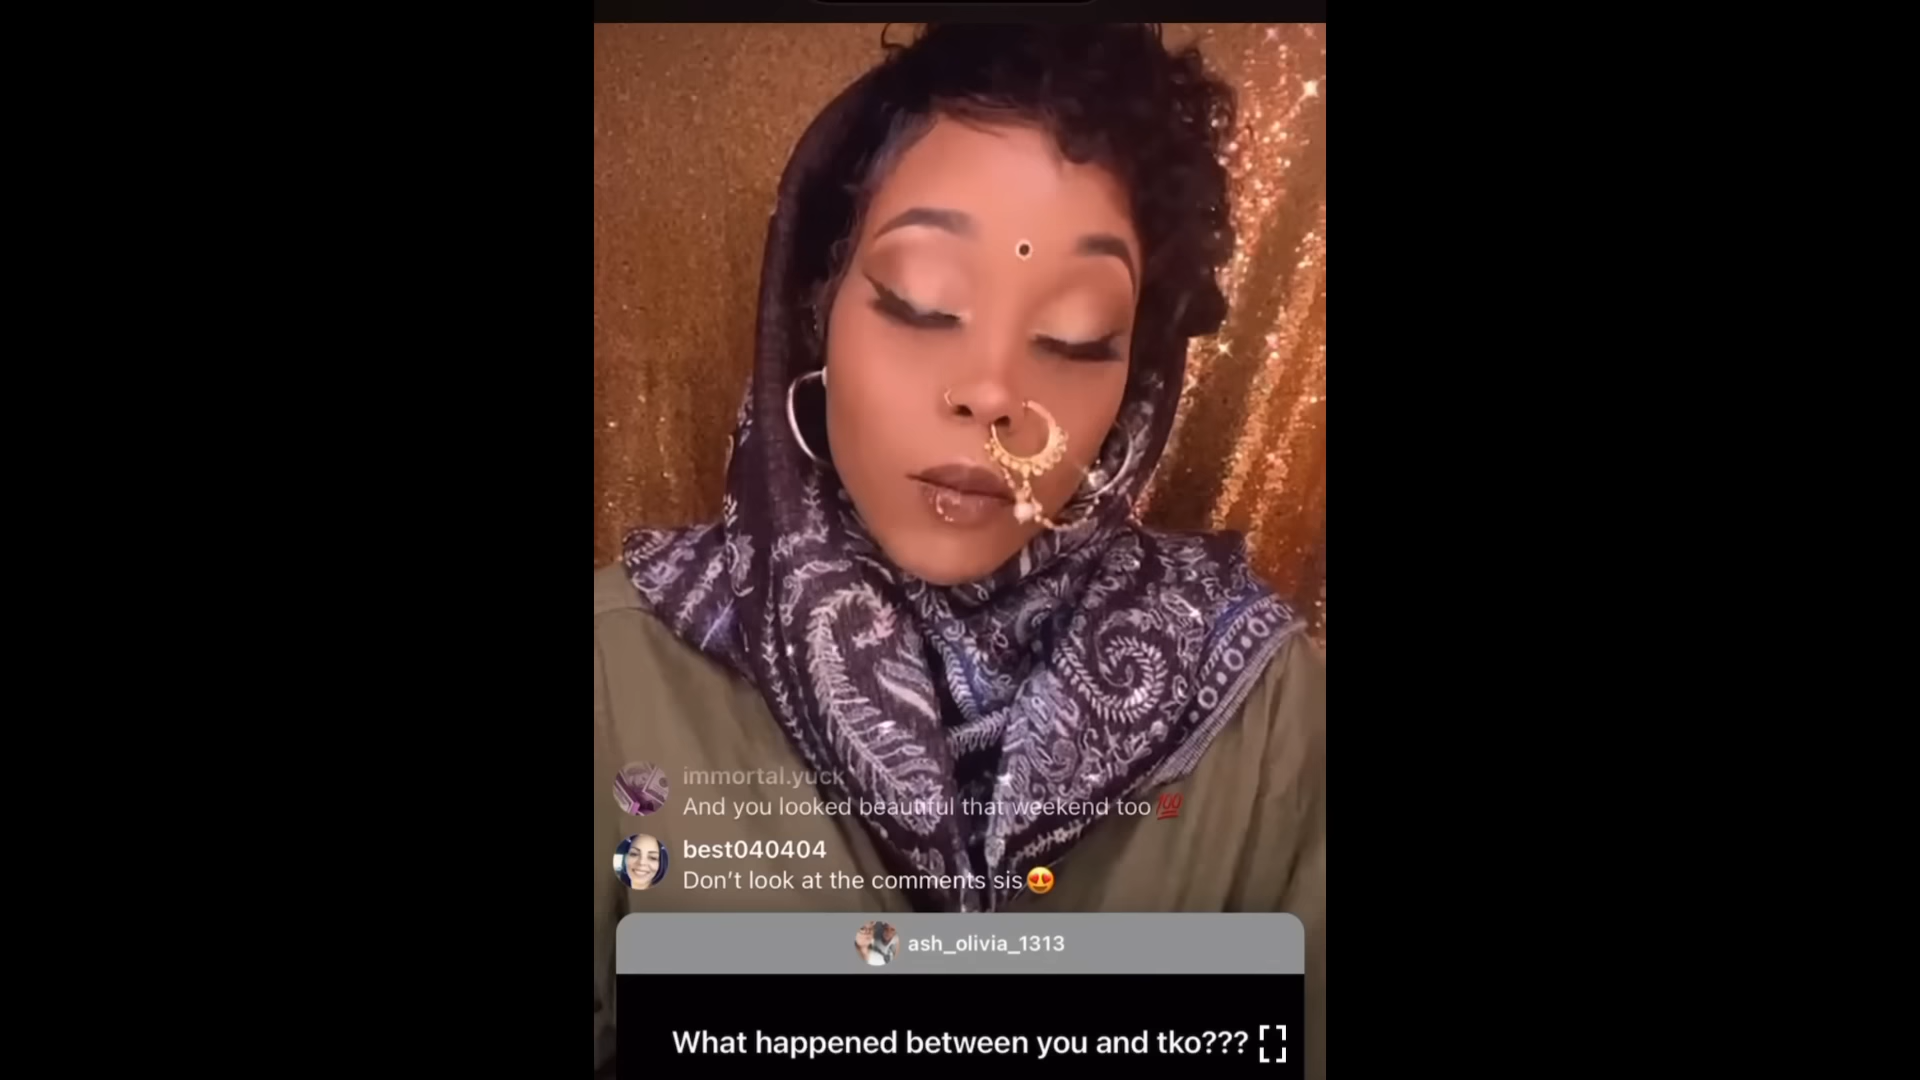 immortal.yuck
And you looked beautiful that weekend too 💯
best040404
Don’t look at the comments sis😍
ash_olivia_1313
What happened between you and tko???